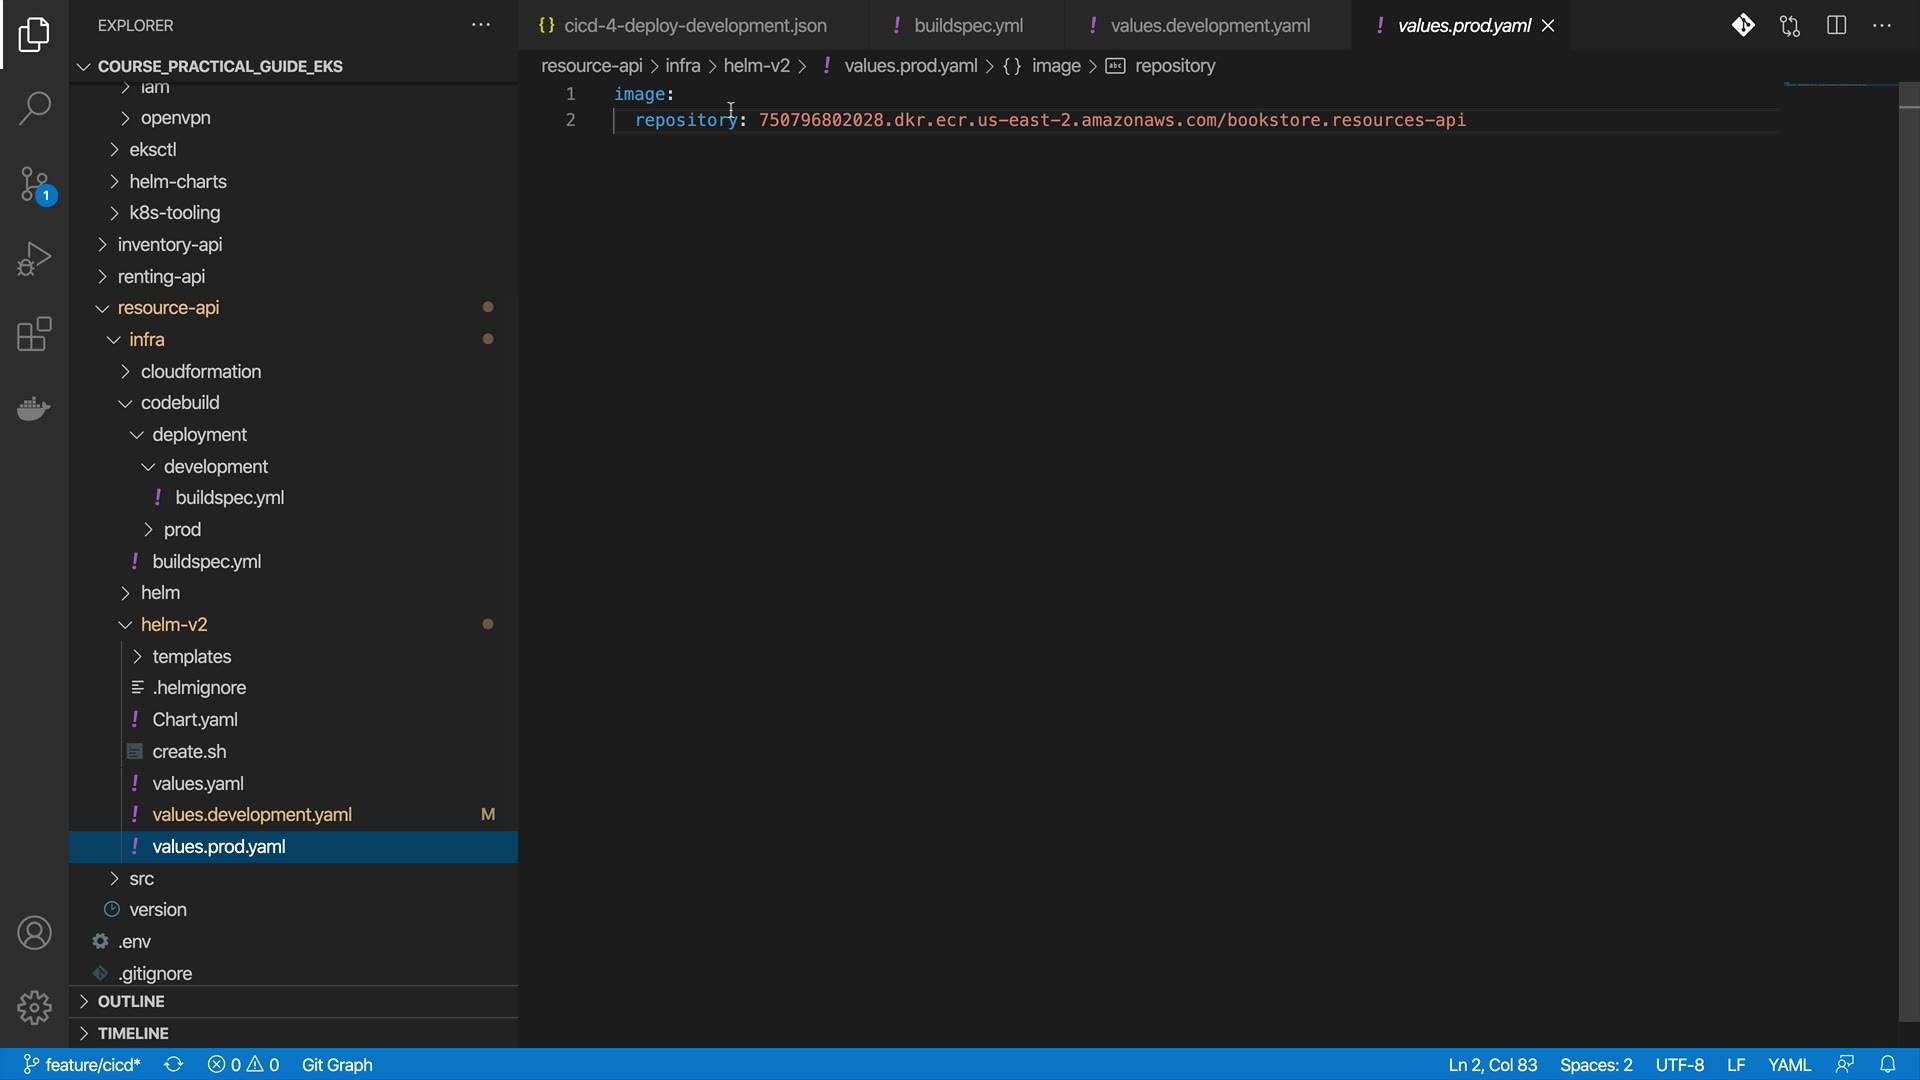 EXPLORER
COURSE_PRACTICAL_GUIDE_EKS
iam
openvpn
eksctl
helm-charts
k8s-tooling
inventory-api
renting-api
resource-api
infra
cloudformation
codebuild
deployment
development
! buildspec.yml
prod
! buildspec.yml
helm
helm-v2
templates
.helmignore
! Chart.yaml
create.sh
! values.yaml
! values.development.yaml M
! values.prod.yaml
src
version
.env
.gitignore
OUTLINE
TIMELINE
1
{} cicd-4-deploy-development.json ! buildspec.yml ! values.development.yaml ! values.prod.yaml
resource-api > infra > helm-v2 > ! values.prod.yaml > {} image > abc repository
1 image:
2 repository: 750796802028.dkr.ecr.us-east-2.amazonaws.com/bookstore.resources-api
feature/cicd* 0 0 Git Graph Ln 2, Col 83 Spaces: 2 UTF-8 LF YAML